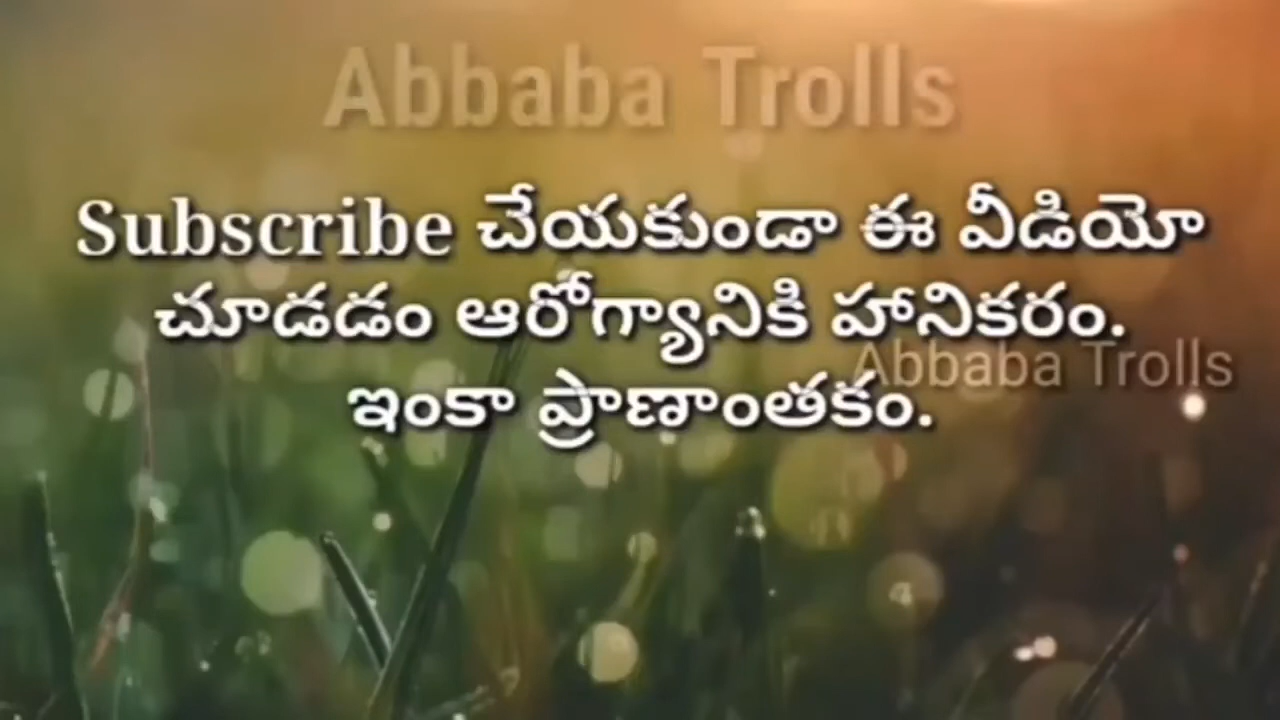 Abbaba Trolls
Subscribe చేయకుండా ఈ వీడియో
చూడడం ఆరోగ్యానికి హానికరం.
Abbaba Trolls
ఇంకా ప్రాణాంతకం.